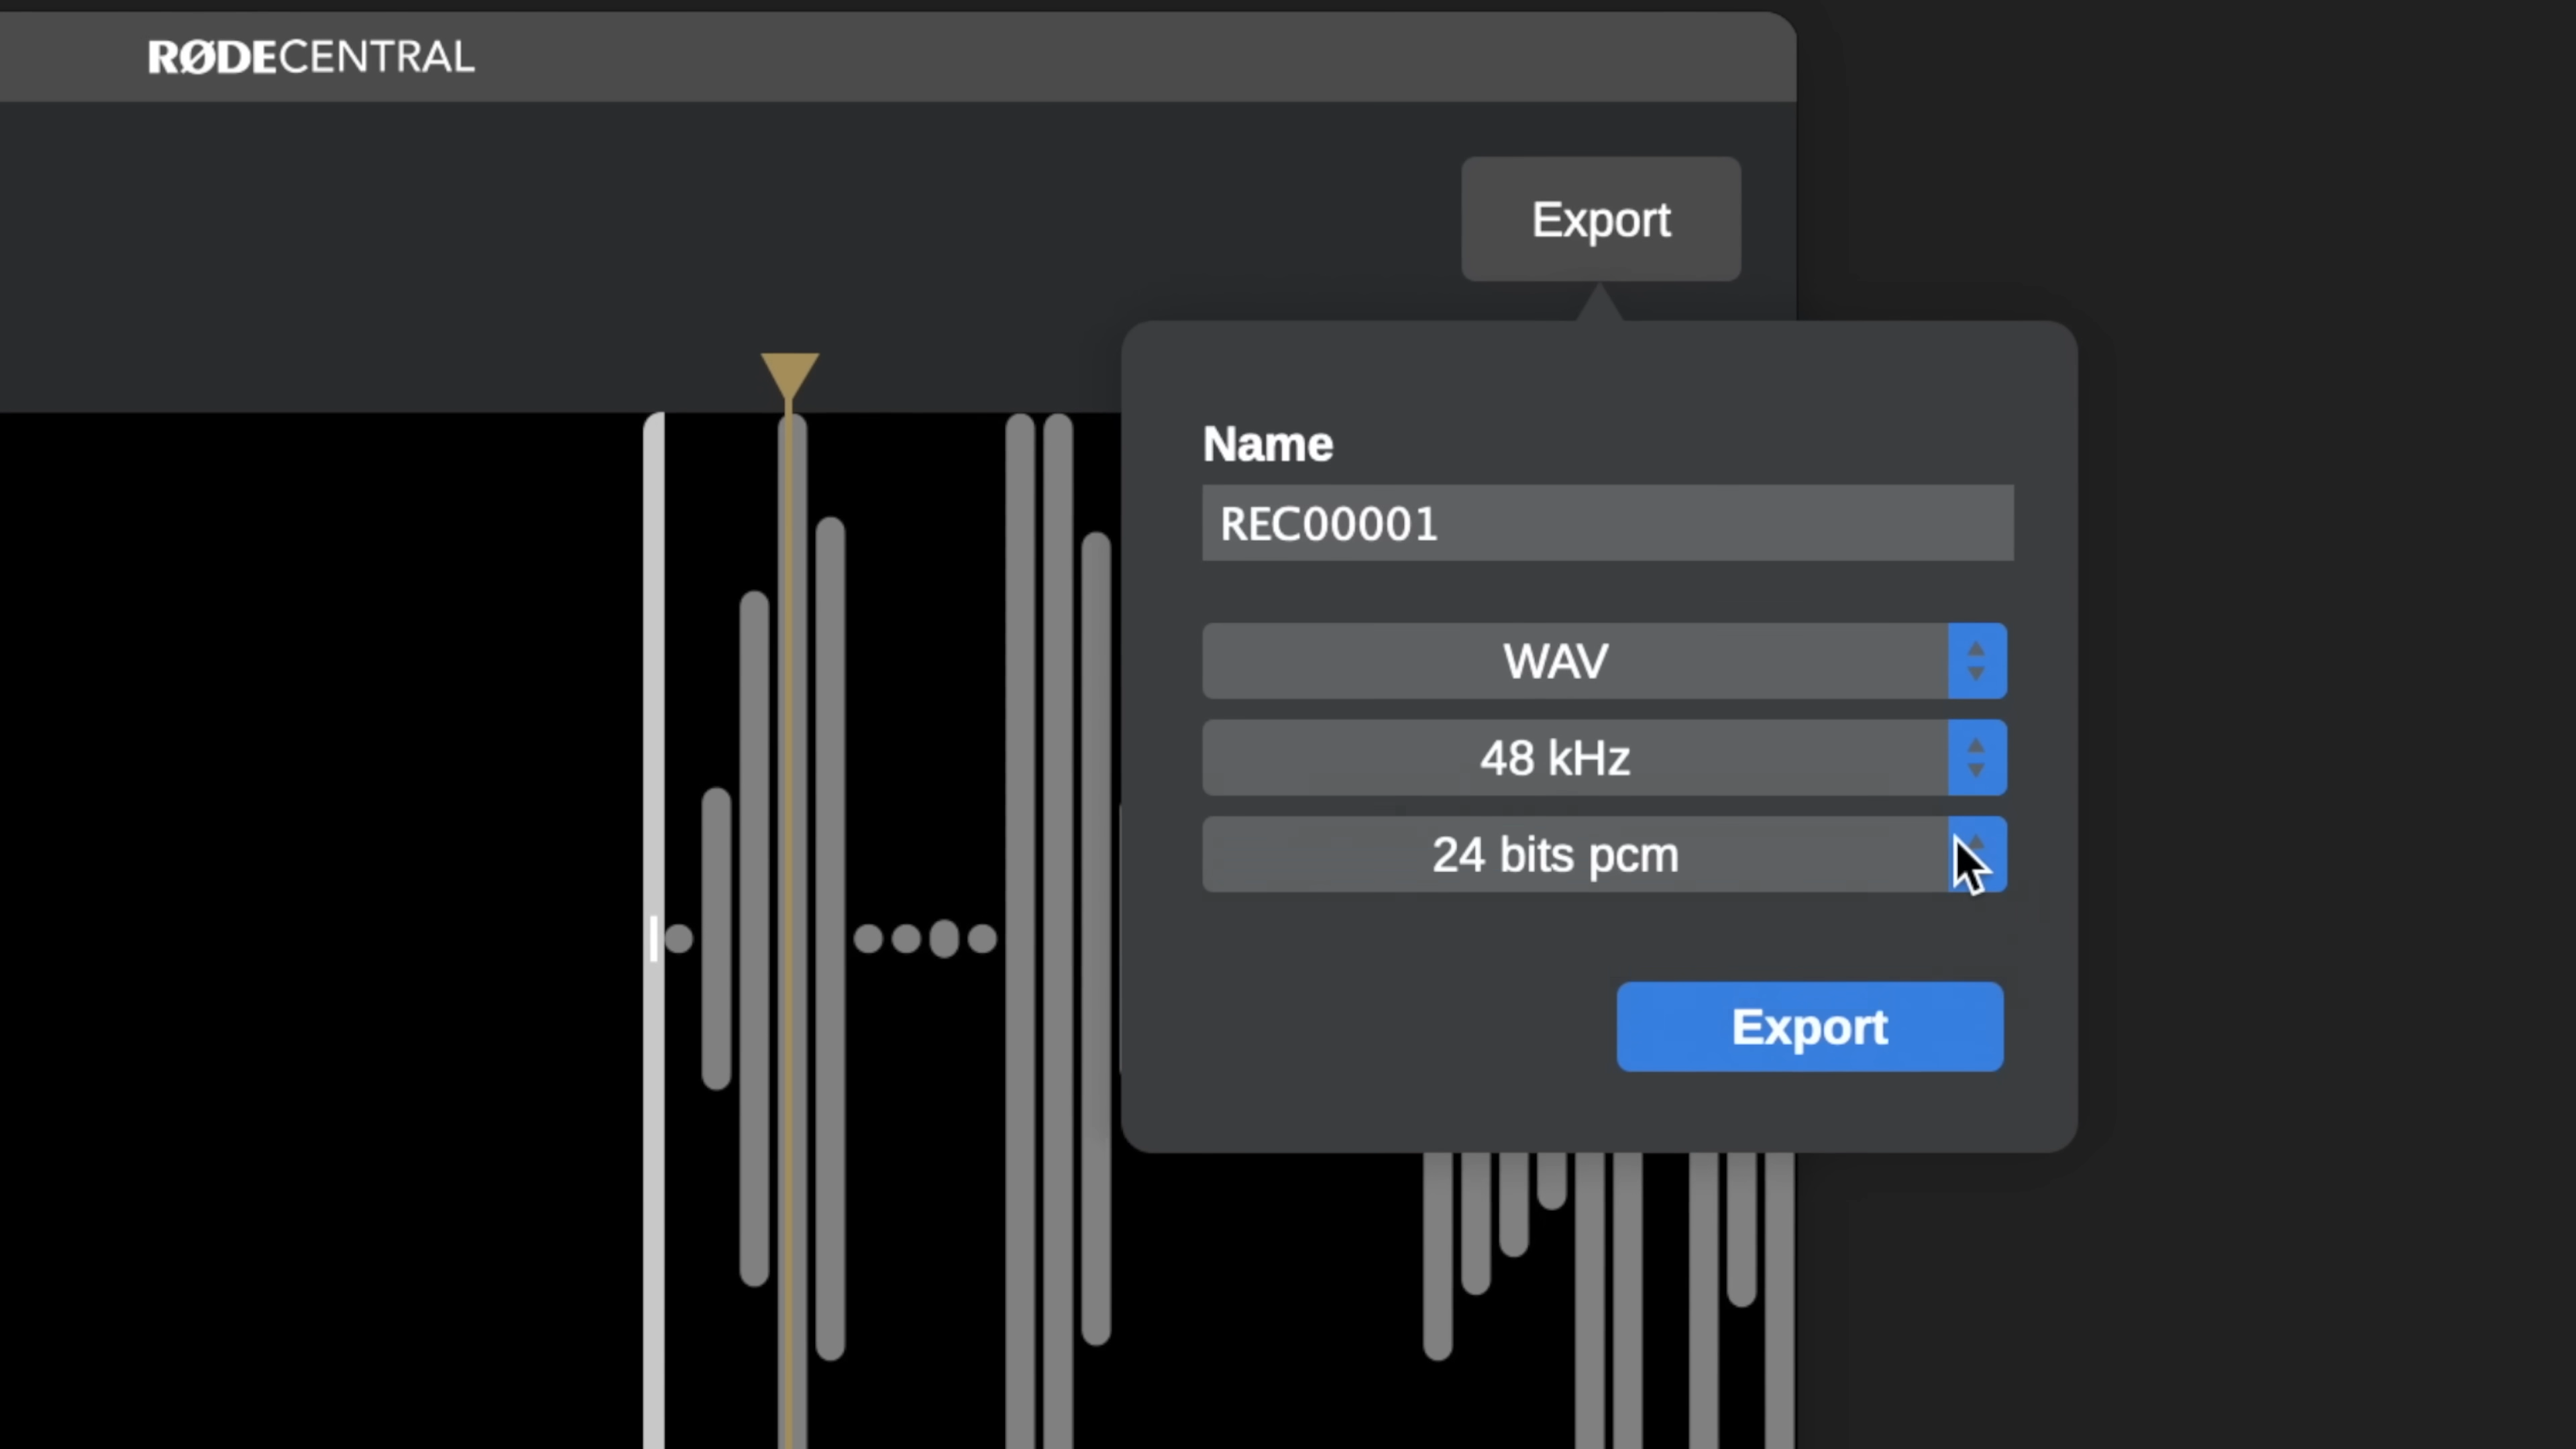 RØDECENTRAL
Export
Name
REC00001
WAV
48 kHz
24 bits pcm
Export